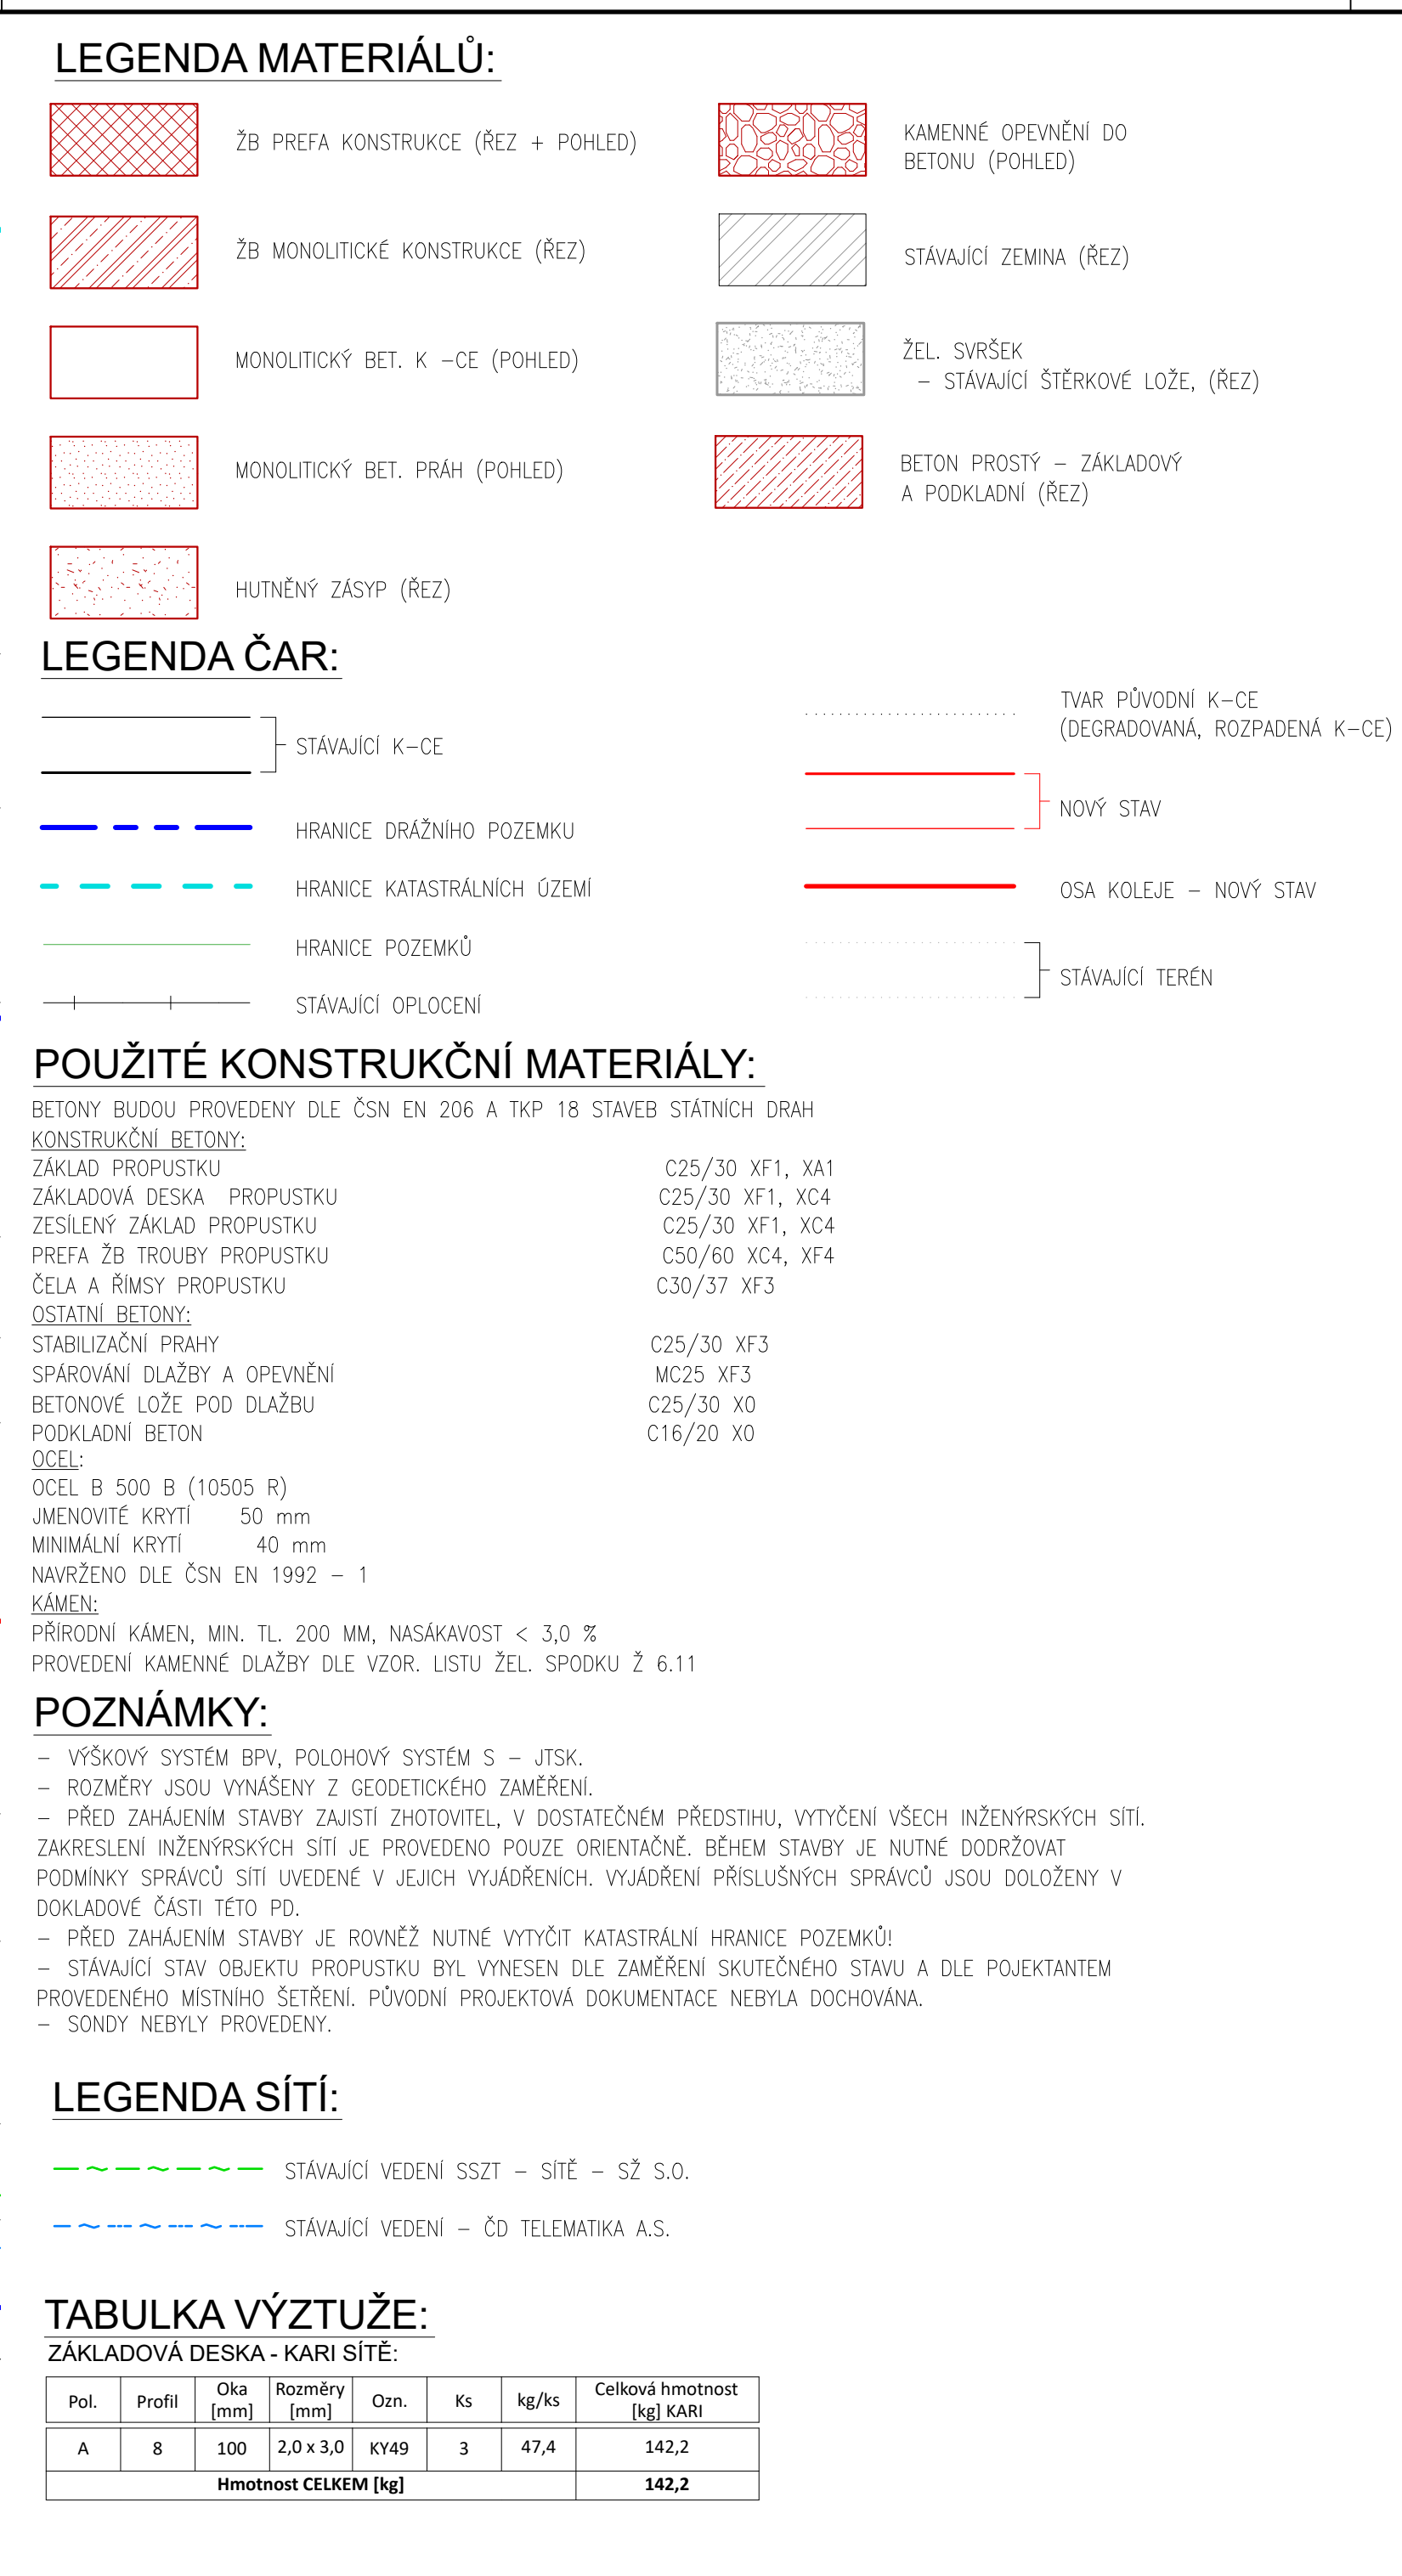 LEGENDA MATERIÁLŮ:
ŽB PREFA KONSTRUKCE (ŘEZ + POHLED)
ŽB MONOLITICKÉ KONSTRUKCE (ŘEZ)
MONOLITICKÝ BET. K -CE (POHLED)
MONOLITICKÝ BET. PRÁH (POHLED)
HUTNĚNÝ ZÁSYP (ŘEZ)
KAMENNÉ OPEVNĚNÍ DO
BETONU (POHLED)
STÁVAJÍCÍ ZEMINA (ŘEZ)
ŽEL. SVRŠEK
- STÁVAJÍCÍ ŠTĚRKOVÉ LOŽE, (ŘEZ)
BETON PROSTÝ - ZÁKLADOVÝ
A PODKLADNÍ (ŘEZ)
LEGENDA ČAR:
STÁVAJÍCÍ K-CE
HRANICE DRÁŽNÍHO POZEMKU
HRANICE KATASTRÁLNÍCH ÚZEMÍ
HRANICE POZEMKŮ
STÁVAJÍCÍ OPLOCENÍ
TVAR PŮVODNÍ K-CE
(DEGRADOVANÁ, ROZPADENÁ K-CE)
NOVÝ STAV
OSA KOLEJE - NOVÝ STAV
STÁVAJÍCÍ TERÉN
POUŽITÉ KONSTRUKČNÍ MATERIÁLY:
BETONY BUDOU PROVEDENY DLE ČSN EN 206 A TKP 18 STAVEB STÁTNÍCH DRAH
KONSTRUKČNÍ BETONY:
ZÁKLAD PROPUSTKU C25/30 XF1, XA1
ZÁKLADOVÁ DESKA PROPUSTKU C25/30 XF1, XC4
ZESÍLENÝ ZÁKLAD PROPUSTKU C25/30 XF1, XC4
PREFA ŽB TROUBY PROPUSTKU C50/60 XC4, XF4
ČELA A ŘÍMSY PROPUSTKU C30/37 XF3
OSTATNÍ BETONY:
STABILIZAČNÍ PRAHY C25/30 XF3
SPÁROVÁNÍ DLAŽBY A OPEVNĚNÍ MC25 XF3
BETONOVÉ LOŽE POD DLAŽBU C25/30 X0
PODKLADNÍ BETON C16/20 X0
OCEL:
OCEL B 500 B (10505 R)
JMENOVITÉ KRYTÍ 50 mm
MINIMÁLNÍ KRYTÍ 40 mm
NAVRŽENO DLE ČSN EN 1992 - 1
KÁMEN:
PŘÍRODNÍ KÁMEN, MIN. TL. 200 MM, NASÁKAVOST < 3,0 %
PROVEDENÍ KAMENNÉ DLAŽBY DLE VZOR. LISTU ŽEL. SPODKU Ž 6.11
POZNÁMKY:
- VÝŠKOVÝ SYSTÉM BPV, POLOHOVÝ SYSTÉM S - JTSK.
- ROZMĚRY JSOU VYNÁŠENY Z GEODETICKÉHO ZAMĚŘENÍ.
- PŘED ZAHÁJENÍM STAVBY ZAJISTÍ ZHOTOVITEL, V DOSTATEČNÉM PŘEDSTIHU, VYTYČENÍ VŠECH INŽENÝRSKÝCH SÍTÍ.
ZAKRESLENÍ INŽENÝRSKÝCH SÍTÍ JE PROVEDENO POUZE ORIENTAČNĚ. BĚHEM STAVBY JE NUTNÉ DODRŽOVAT
PODMÍNKY SPRÁVCŮ SÍTÍ UVEDENÉ V JEJICH VYJÁDŘENÍCH. VYJÁDŘENÍ PŘÍSLUŠNÝCH SPRÁVCŮ JSOU DOLOŽENY V
DOKLADOVÉ ČÁSTI TÉTO PD.
- PŘED ZAHÁJENÍM STAVBY JE ROVNĚŽ NUTNÉ VYTYČIT KATASTRÁLNÍ HRANICE POZEMKŮ!
- STÁVAJÍCÍ STAV OBJEKTU PROPUSTKU BYL VYNESEN DLE ZAMĚŘENÍ SKUTEČNÉHO STAVU A DLE POJEKTANTEM
PROVEDENÉHO MÍSTNÍHO ŠETŘENÍ. PŮVODNÍ PROJEKTOVÁ DOKUMENTACE NEBYLA DOCHOVÁNA.
- SONDY NEBYLY PROVEDENY.
LEGENDA SÍTÍ:
STÁVAJÍCÍ VEDENÍ SSZT - SÍTĚ - SŽ S.O.
STÁVAJÍCÍ VEDENÍ - ČD TELEMATIKA A.S.
TABULKA VÝZTUŽE:
ZÁKLADOVÁ DESKA - KARI SÍTĚ:
Pol. Profil Oka [mm] Rozměry [mm] Ozn. Ks kg/ks Celková hmotnost [kg] KARI
A 8 100 2,0 x 3,0 KY49 3 47,4 142,2
Hmotnost CELKEM [kg] 142,2